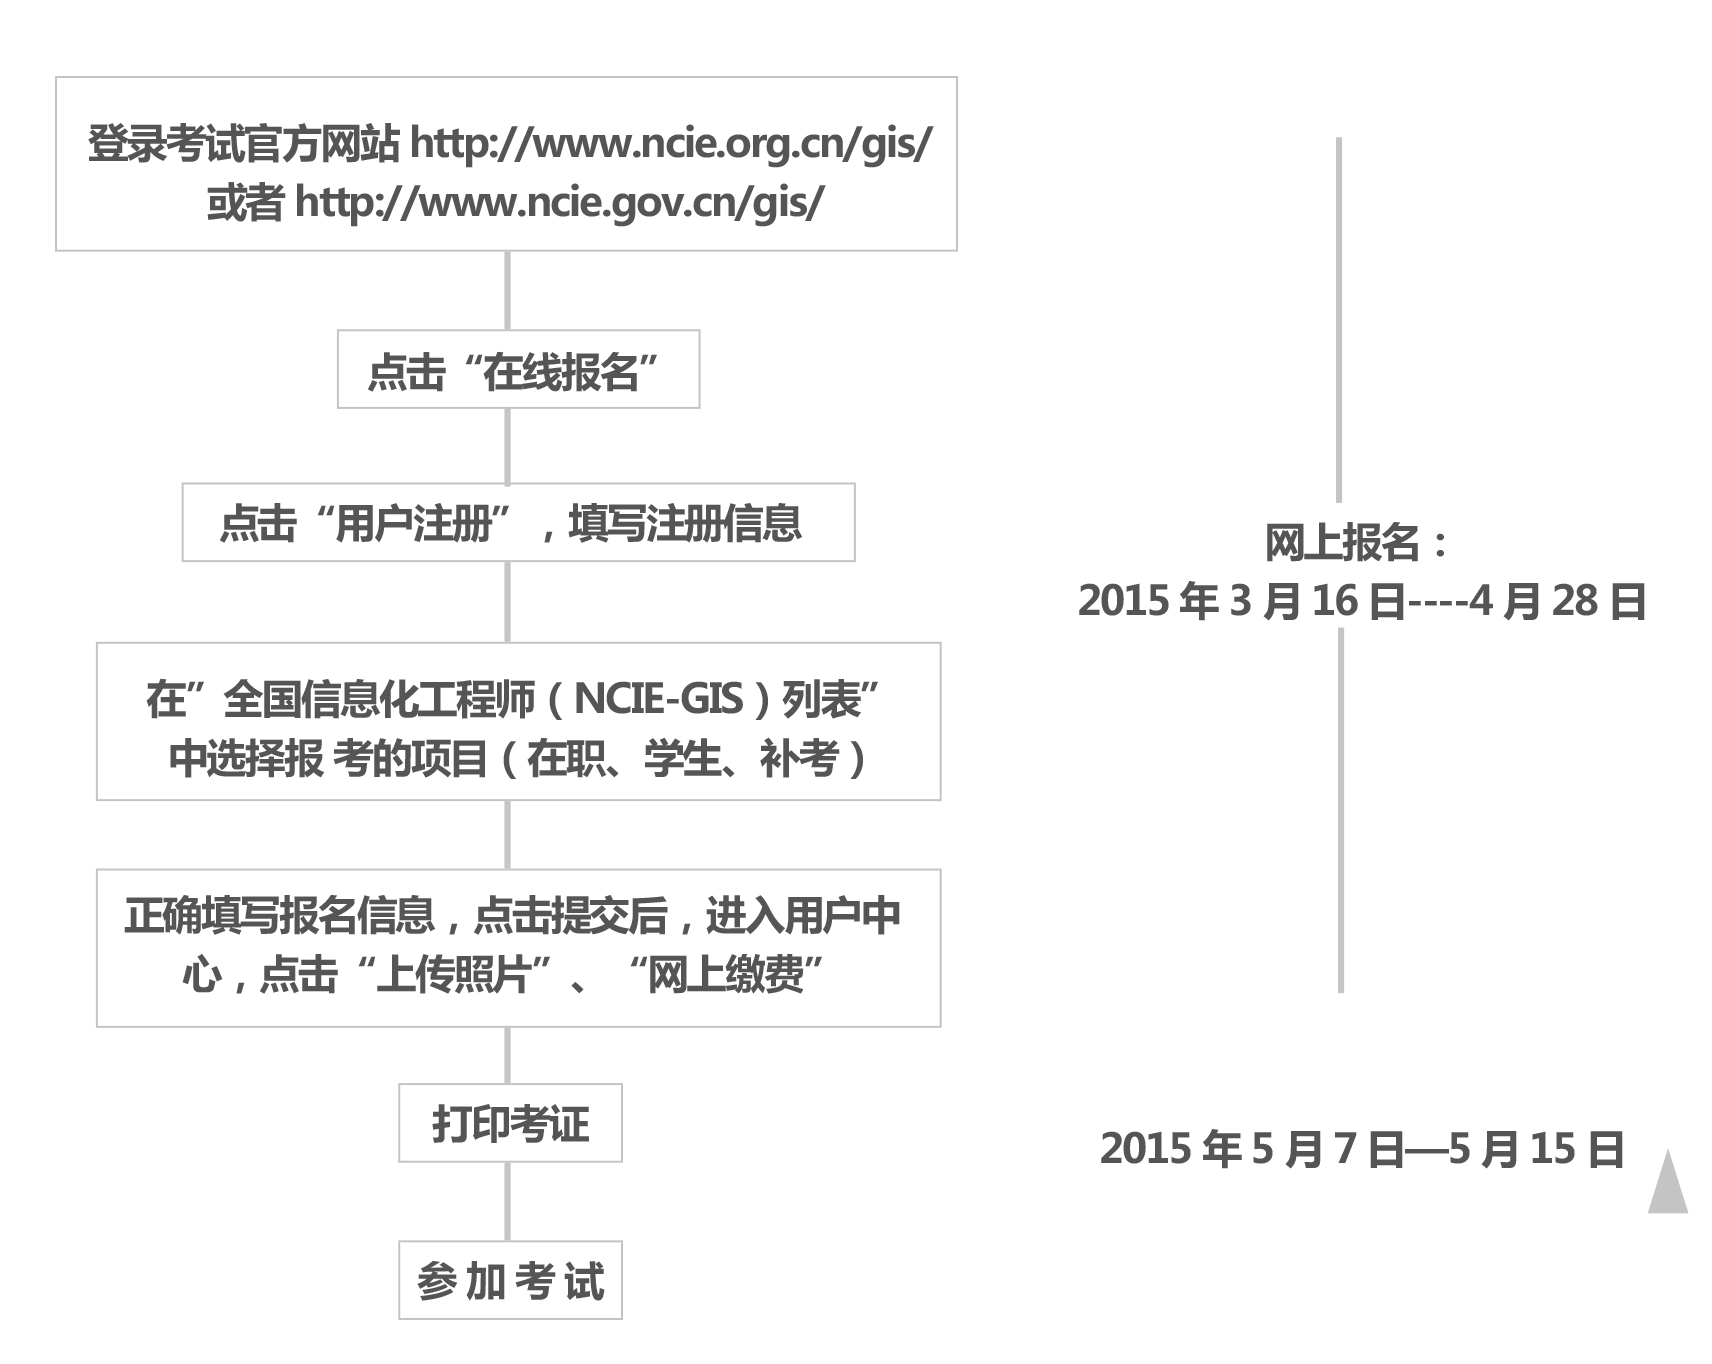 登录考试官方网站 http://www.ncie.org.cn/gis/
或者 http://www.ncie.gov.cn/gis/
点击“在线报名”
点击“用户注册”，填写注册信息
在”全国信息化工程师（NCIE-GIS）列表”
中选择报 考的项目（在职、学生、补考）
正确填写报名信息，点击提交后，进入用户中
心，点击“上传照片”、“网上缴费”
打印考证
参加考试
网上报名：
2015 年 3 月 16 日----4 月 28 日
2015 年 5 月 7 日—5 月 15 日